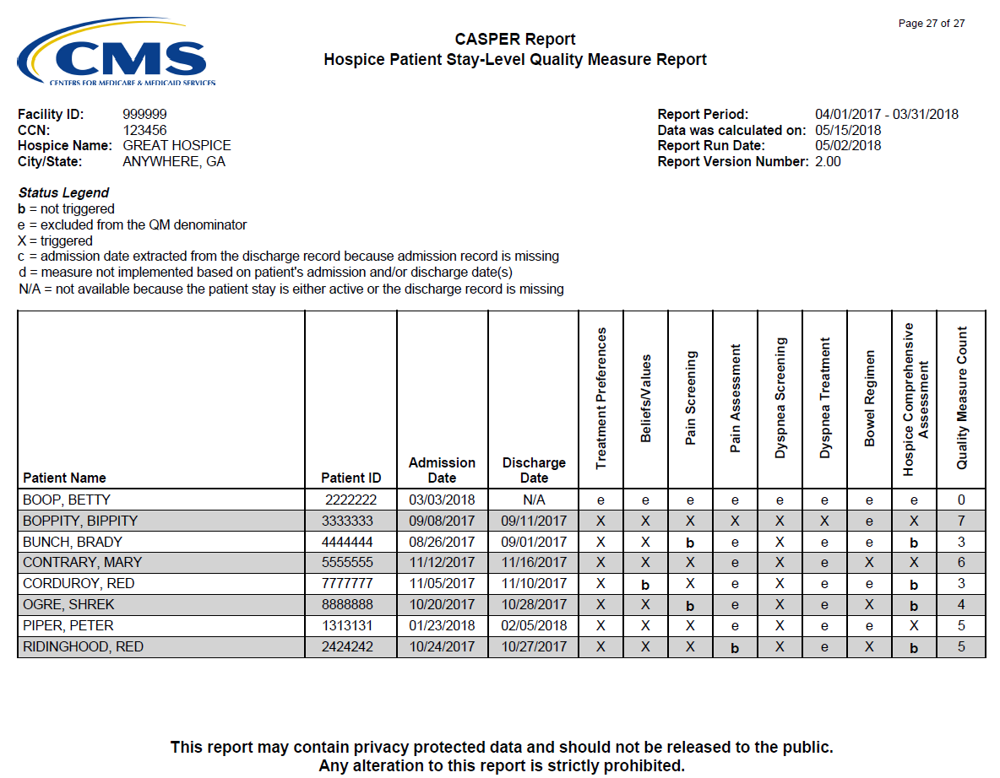 Page 27 of 27
CMS
CENTERS FOR MEDICARE & MEDICAID SERVICES
CASPER Report
Hospice Patient Stay-Level Quality Measure Report
Facility ID: 999999
CCN: 123456
Hospice Name: GREAT HOSPICE
City/State: ANYWHERE, GA
Report Period: 04/01/2017 - 03/31/2018
Data was calculated on: 05/15/2018
Report Run Date: 05/02/2018
Report Version Number: 2.00
Status Legend
b = not triggered
e = excluded from the QM denominator
X = triggered
c = admission date extracted from the discharge record because admission record is missing
d = measure not implemented based on patient's admission and/or discharge date(s)
N/A = not available because the patient stay is either active or the discharge record is missing
Patient Name
Patient ID
Admission
Date
Discharge
Date
Treatment Preferences
Beliefs/Values
Pain Screening
Pain Assessment
Dyspnea Screening
Dyspnea Treatment
Bowel Regimen
Hospice Comprehensive
Assessment
Quality Measure Count
BOOP, BETTY 2222222 03/03/2018 N/A e e e e e e e e 0
BOPPITY, BIPPITY 3333333 09/08/2017 09/11/2017 X X X X X X e X 7
BUNCH, BRADY 4444444 08/26/2017 09/01/2017 X X b e X e e b 3
CONTRARY, MARY 5555555 11/12/2017 11/16/2017 X X X e X e X X 6
CORDUROY, RED 7777777 11/05/2017 11/10/2017 X b X e X e e b 3
OGRE, SHREK 8888888 10/20/2017 10/28/2017 X X b e X e X b 4
PIPER, PETER 1313131 01/23/2018 02/05/2018 X X X e X e e X 5
RIDINGHOOD, RED 2424242 10/24/2017 10/27/2017 X X X b X e X b 5
This report may contain privacy protected data and should not be released to the public.
Any alteration to this report is strictly prohibited.